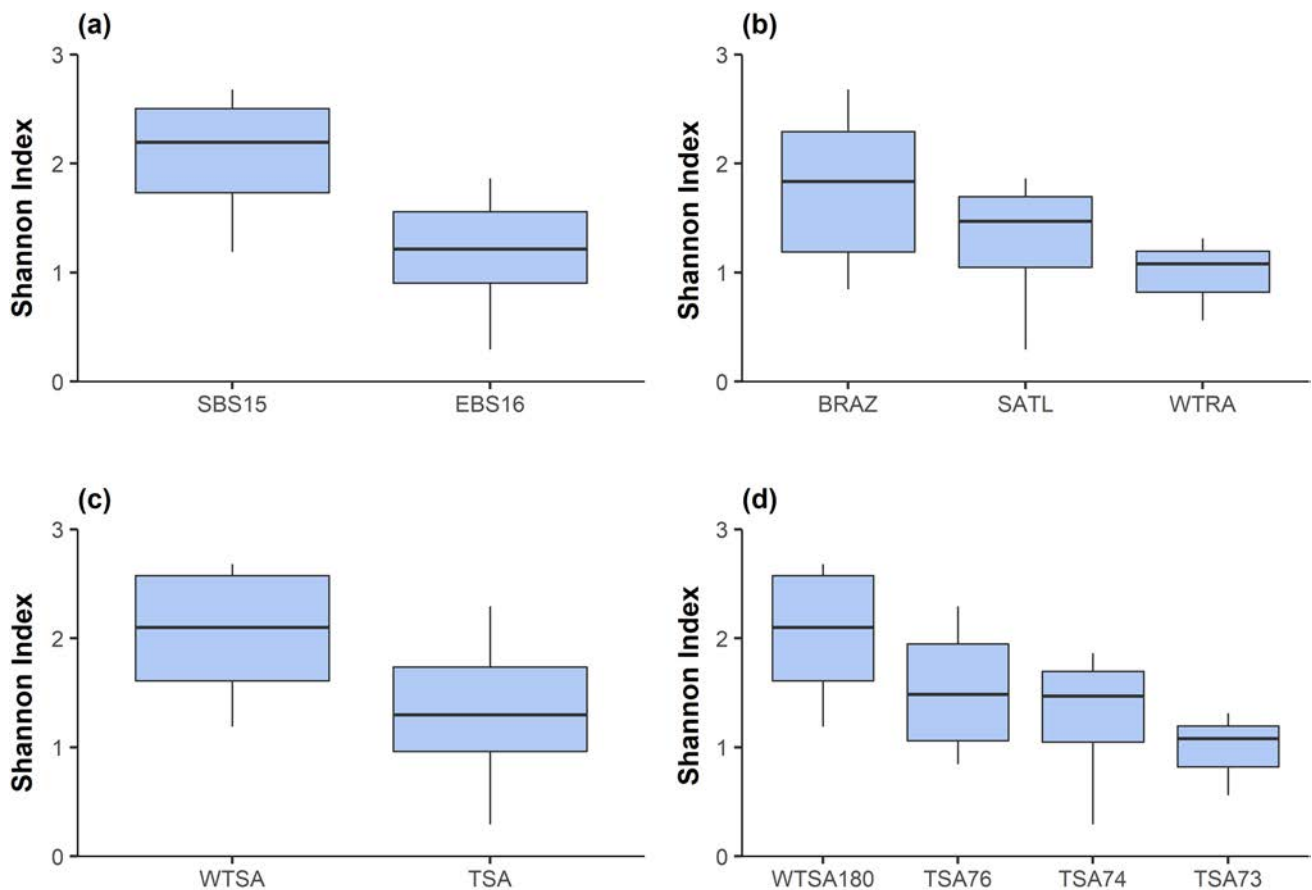 (a)
3
2
1
0
Shannon Index
SBS15 EBS16
(b)
3
2
1
0
Shannon Index
BRAZ SATL WTRA
(c)
3
2
1
0
Shannon Index
WTSA TSA
(d)
3
2
1
0
Shannon Index
WTSA180 TSA76 TSA74 TSA73